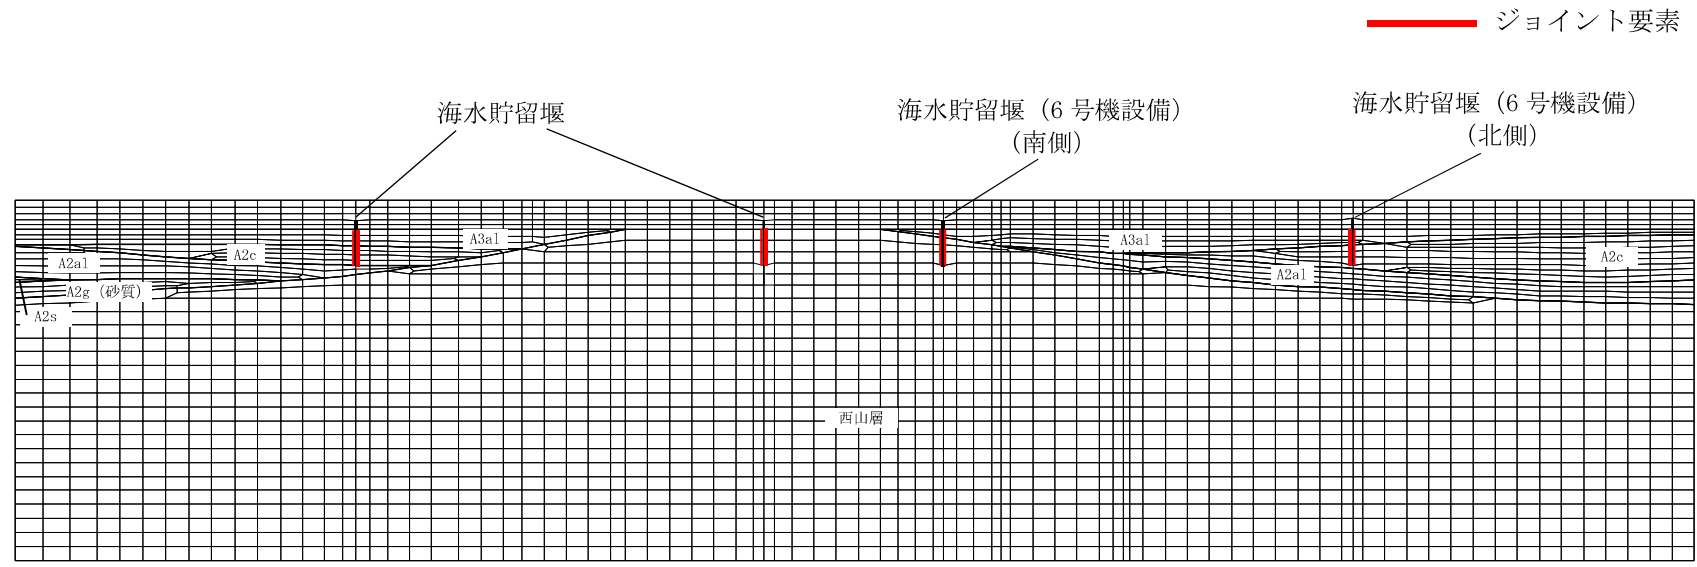 ジョイント要素
海水貯留堰
海水貯留堰（6 号機設備）
（南側）
海水貯留堰（6 号機設備）
（北側）
A3al
A3al
A2c
A2c
A2al
A2al
A2g（砂質）
A2s
西山層